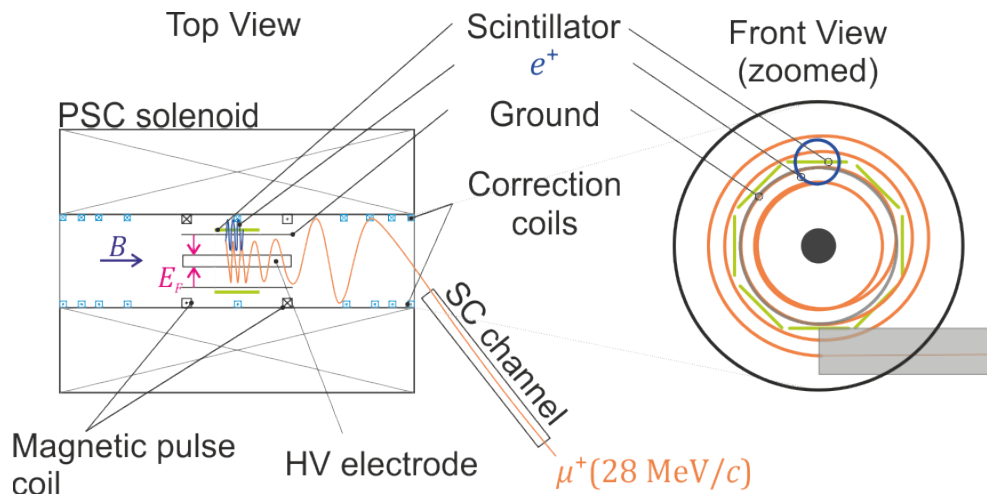 Top View
Scintillator
Front View
(zoomed)
e⁺
PSC solenoid
Ground
Correction
coils
B
E_F
SC channel
Magnetic pulse
coil
HV electrode
μ⁺(28 MeV/c)